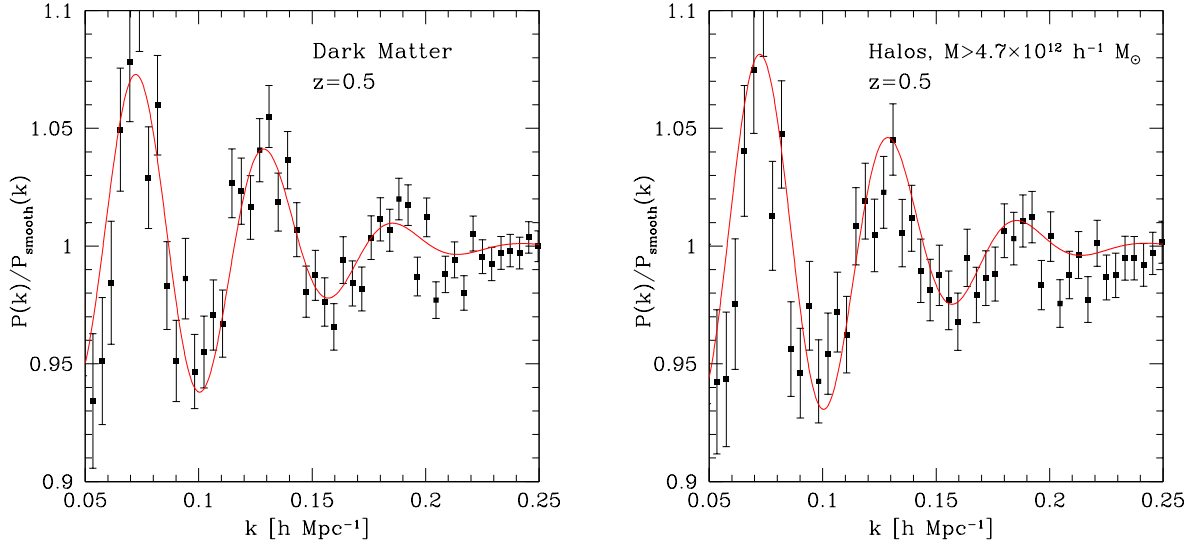 1.1
Dark Matter
z=0.5
1.05
1
0.95
0.9
P(k)/P_smooth(k)
0.05 0.1 0.15 0.2 0.25
k [h Mpc⁻¹]
1.1
Halos, M>4.7×10¹² h⁻¹ M☉
z=0.5
1.05
1
0.95
0.9
P(k)/P_smooth(k)
0.05 0.1 0.15 0.2 0.25
k [h Mpc⁻¹]